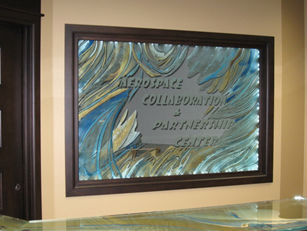 AEROSPACE
COLLABORATION
&
PARTNERSHIP
CENTER